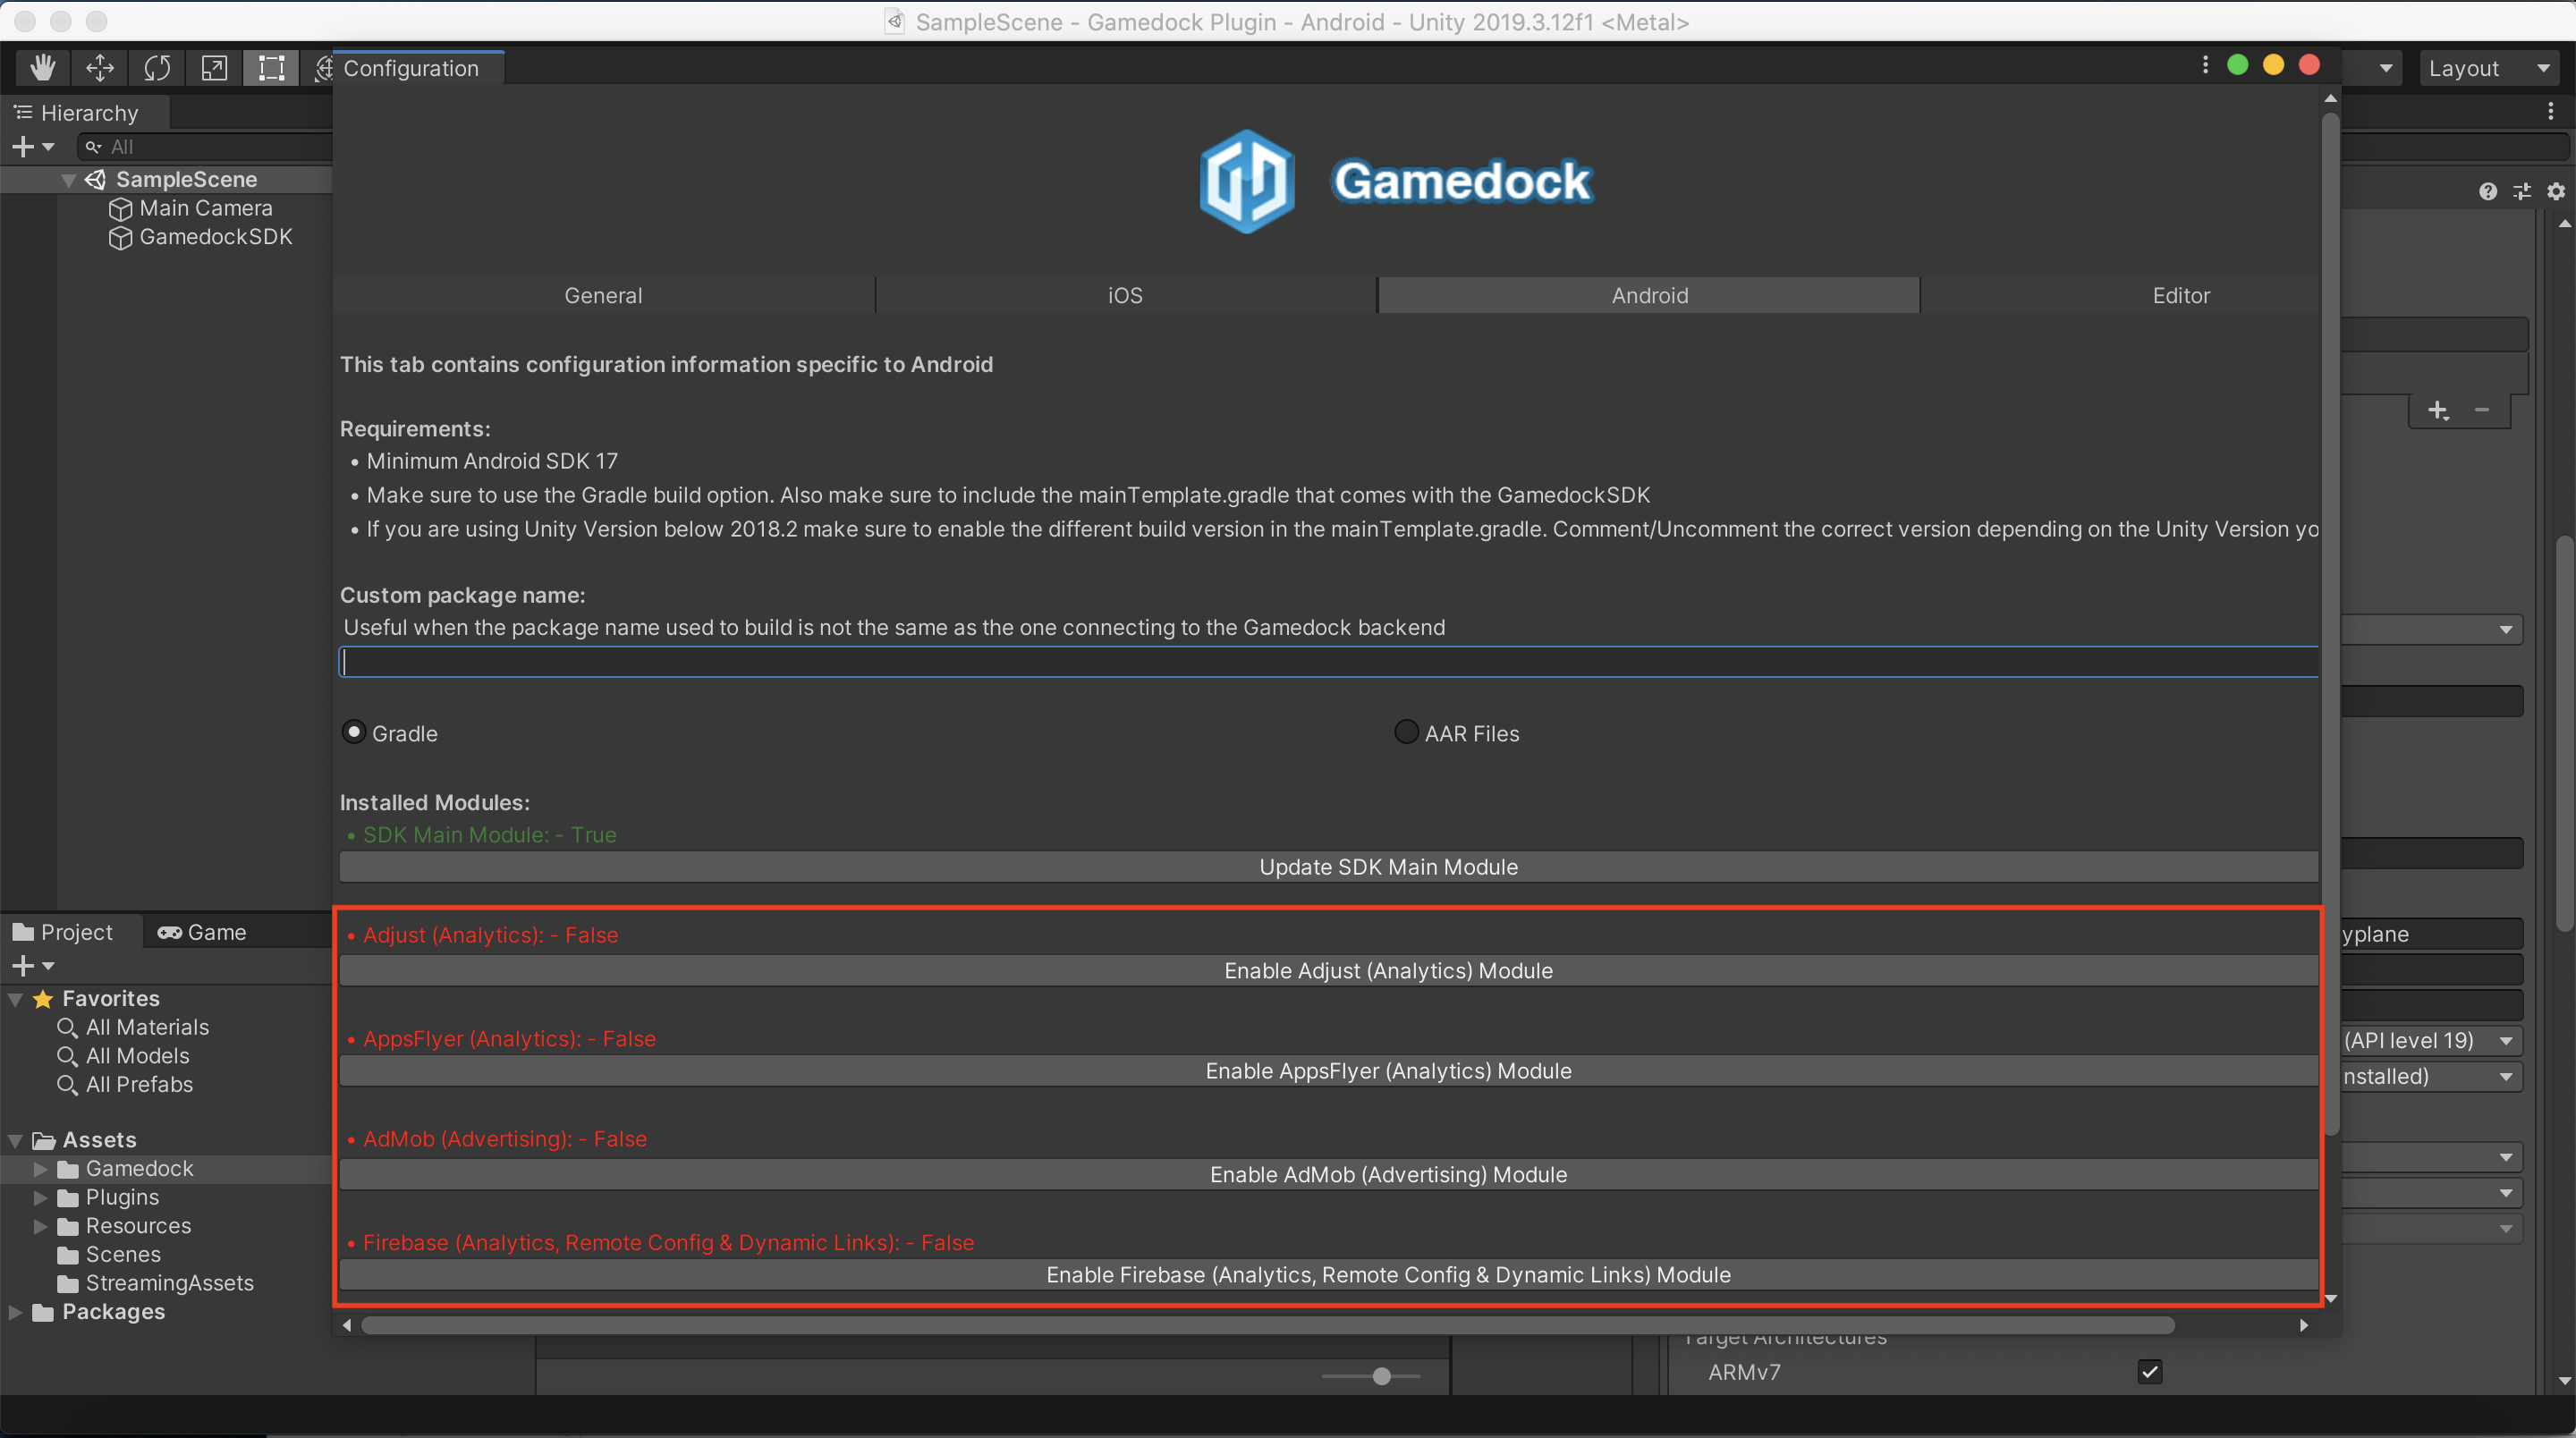 SampleScene - Gamedock Plugin - Android - Unity 2019.3.12f1 <Metal>
Layout
Hierarchy
All
SampleScene
Main Camera
GamedockSDK
Project
Game
Favorites
All Materials
All Models
All Prefabs
Assets
Gamedock
Plugins
Resources
Scenes
StreamingAssets
Packages
Configuration
Gamedock
General
iOS
Android
Editor
This tab contains configuration information specific to Android
Requirements:
• Minimum Android SDK 17
• Make sure to use the Gradle build option. Also make sure to include the mainTemplate.gradle that comes with the GamedockSDK
• If you are using Unity Version below 2018.2 make sure to enable the different build version in the mainTemplate.gradle. Comment/Uncomment the correct version depending on the Unity Version yo
Custom package name:
Useful when the package name used to build is not the same as the one connecting to the Gamedock backend
Gradle
AAR Files
Installed Modules:
• SDK Main Module: - True
Update SDK Main Module
• Adjust (Analytics): - False
Enable Adjust (Analytics) Module
• AppsFlyer (Analytics): - False
Enable AppsFlyer (Analytics) Module
• AdMob (Advertising): - False
Enable AdMob (Advertising) Module
• Firebase (Analytics, Remote Config & Dynamic Links): - False
Enable Firebase (Analytics, Remote Config & Dynamic Links) Module
yplane
(API level 19)
nstalled)
Target Architectures
ARMv7